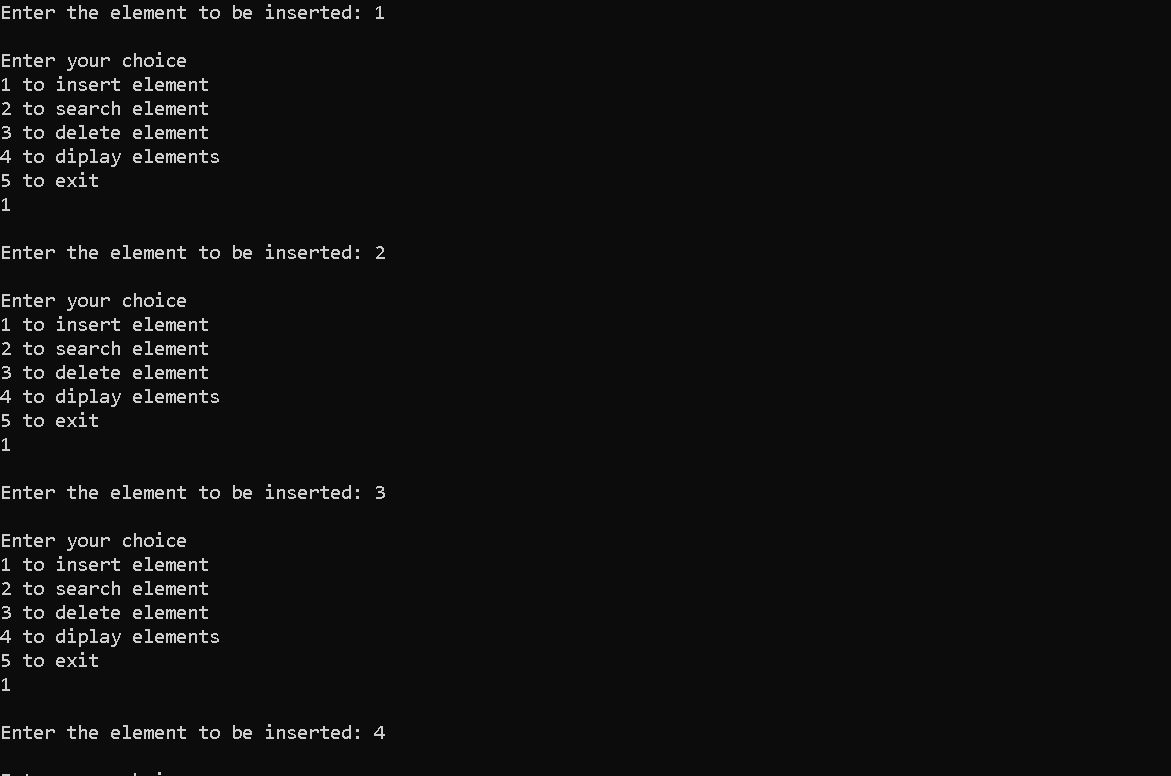 Enter the element to be inserted: 1
Enter your choice
1 to insert element
2 to search element
3 to delete element
4 to diplay elements
5 to exit
1
Enter the element to be inserted: 2
Enter your choice
1 to insert element
2 to search element
3 to delete element
4 to diplay elements
5 to exit
1
Enter the element to be inserted: 3
Enter your choice
1 to insert element
2 to search element
3 to delete element
4 to diplay elements
5 to exit
1
Enter the element to be inserted: 4